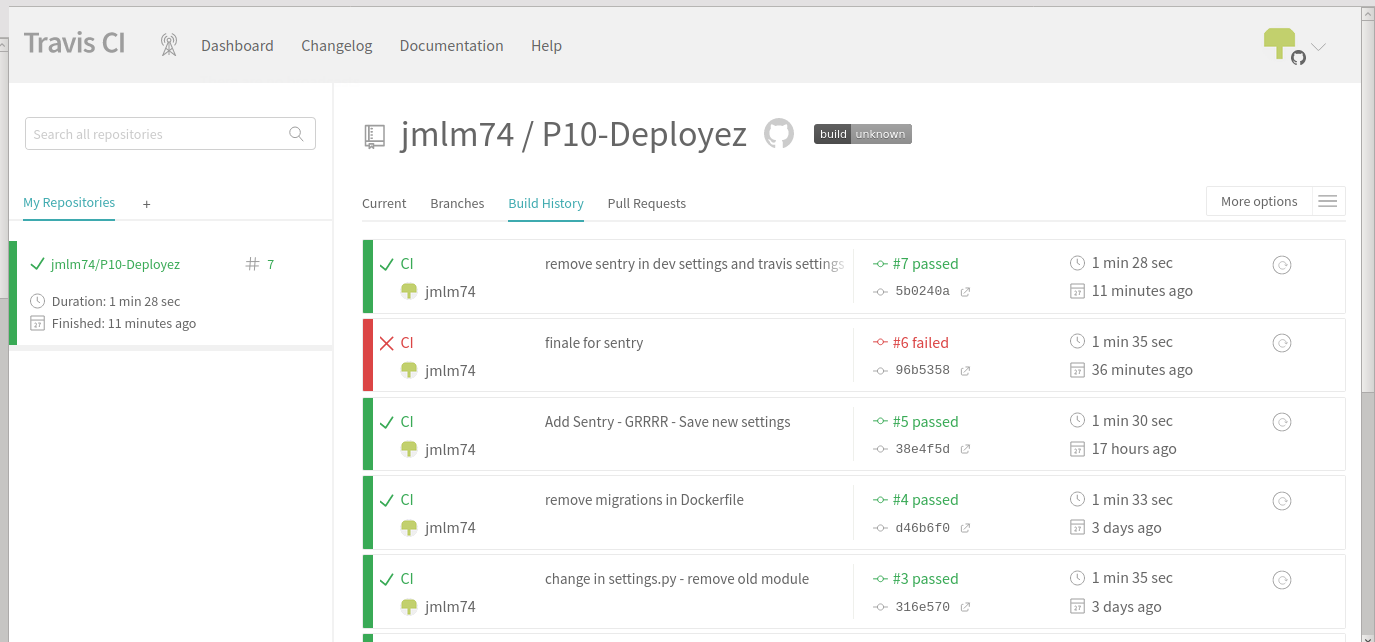 Travis CI
Dashboard Changelog Documentation Help
Search all repositories
My Repositories +
jmlm74/P10-Deployez # 7
Duration: 1 min 28 sec
27 Finished: 11 minutes ago
jmlm74 / P10-Deployez build unknown
Current Branches Build History Pull Requests More options
CI remove sentry in dev settings and travis settings #7 passed 1 min 28 sec
jmlm74 5b0240a 27 11 minutes ago
CI finale for sentry #6 failed 1 min 35 sec
jmlm74 96b5358 27 36 minutes ago
CI Add Sentry - GRRRR - Save new settings #5 passed 1 min 30 sec
jmlm74 38e4f5d 27 17 hours ago
CI remove migrations in Dockerfile #4 passed 1 min 33 sec
jmlm74 d46b6f0 27 3 days ago
CI change in settings.py - remove old module #3 passed 1 min 35 sec
jmlm74 316e570 27 3 days ago